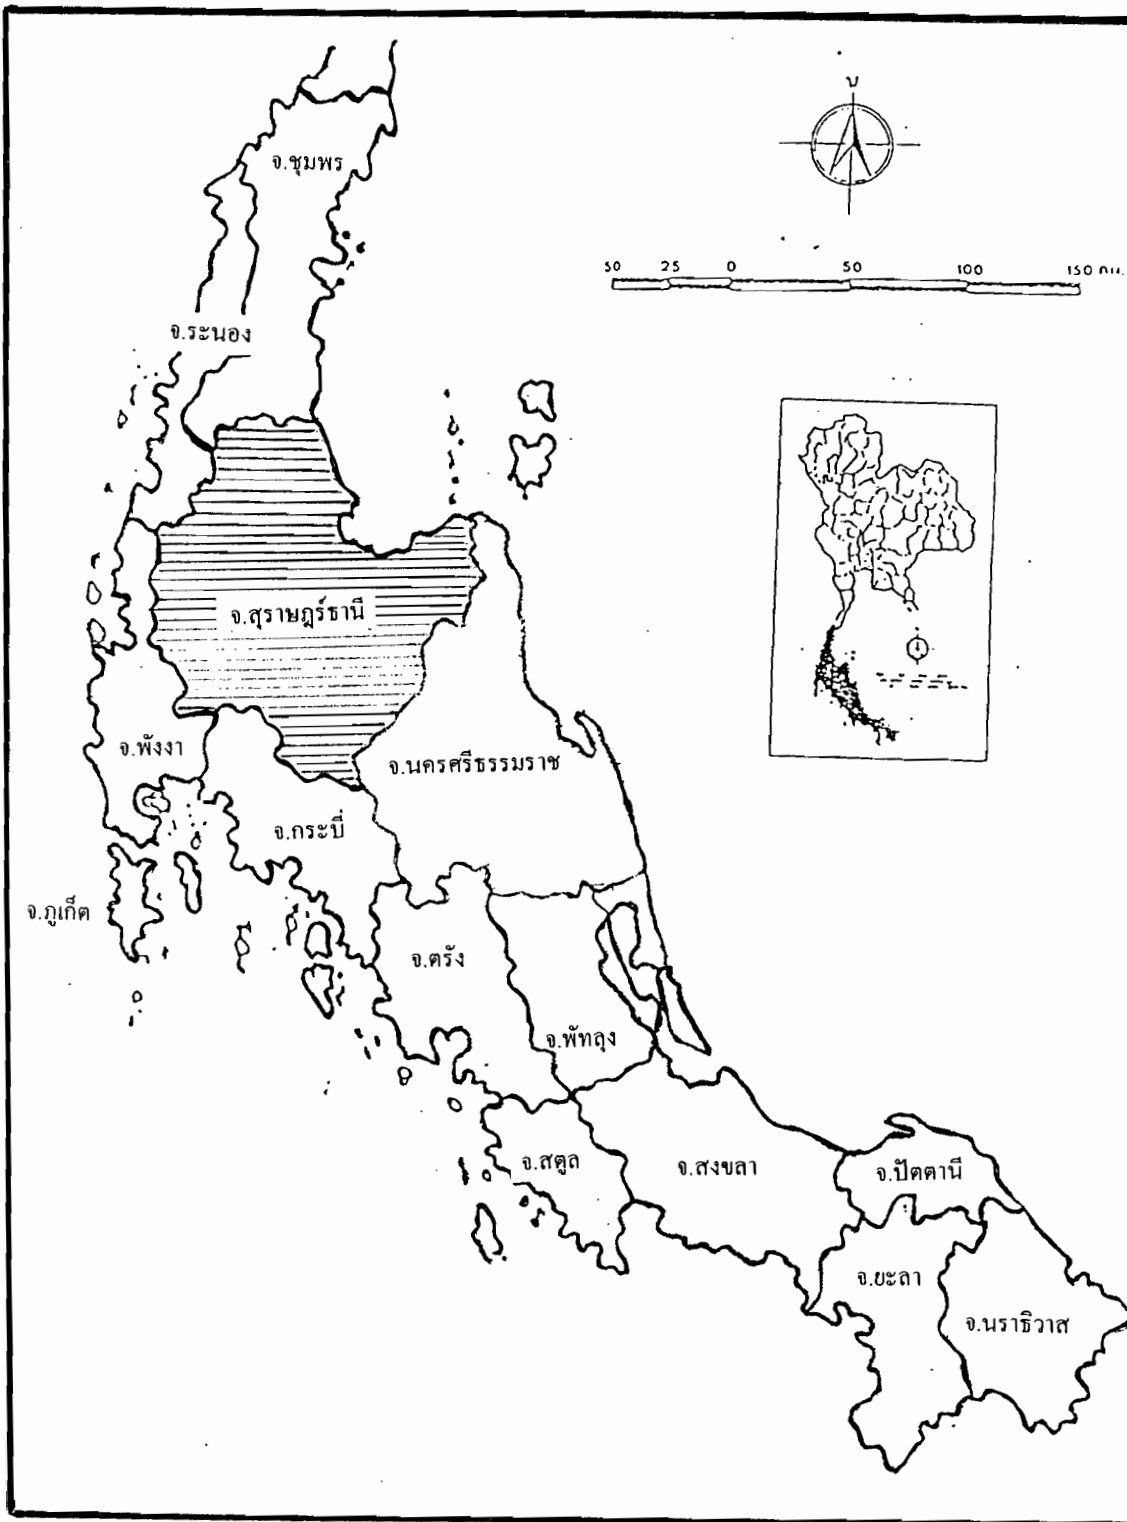 น
50 25 0 50 100 150 กม.
จ.ชุมพร
จ.ระนอง
จ.สุราษฎร์ธานี
จ.พังงา
จ.นครศรีธรรมราช
จ.กระบี่
จ.ภูเก็ต
จ.ตรัง
จ.พัทลุง
จ.สตูล
จ.สงขลา
จ.ปัตตานี
จ.ยะลา
จ.นราธิวาส